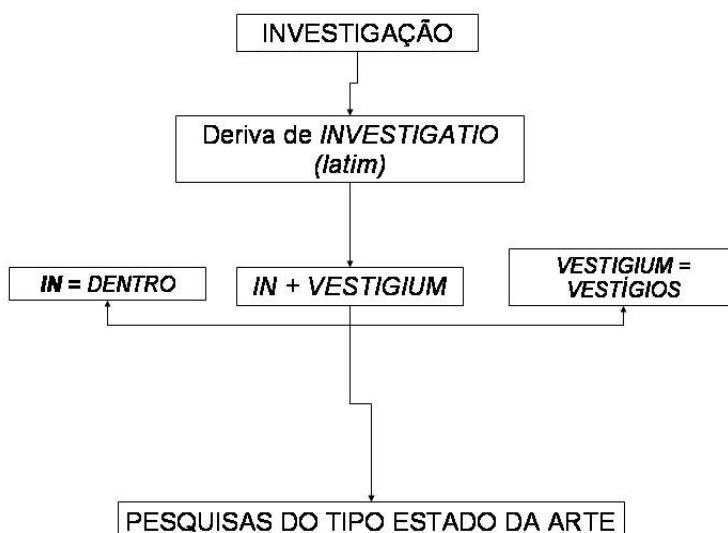 INVESTIGAÇÃO
Deriva de INVESTIGATIO
(latim)
IN = DENTRO
IN + VESTIGIUM
VESTIGIUM =
VESTÍGIOS
PESQUISAS DO TIPO ESTADO DA ARTE